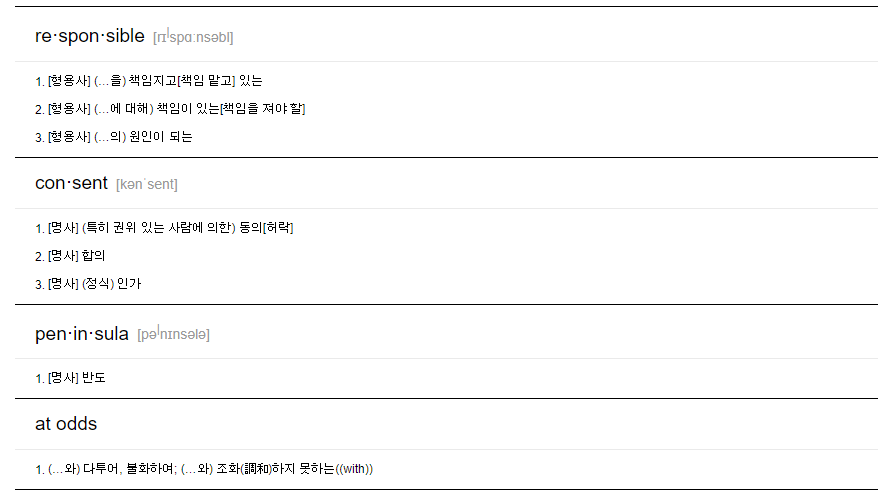 re·spon·sible [rɪˈspɑːnsəbl]
1. [형용사] (…을) 책임지고[책임 맡고] 있는
2. [형용사] (…에 대해) 책임이 있는[책임을 져야 할]
3. [형용사] (…의) 원인이 되는
con·sent [kənˈsent]
1. [명사] (특히 권위 있는 사람에 의한) 동의[허락]
2. [명사] 합의
3. [명사] (정식) 인가
pen·in·sula [pəˈnɪnsələ]
1. [명사] 반도
at odds
1. (…와) 다투어, 불화하여; (…와) 조화(調和)하지 못하는((with))